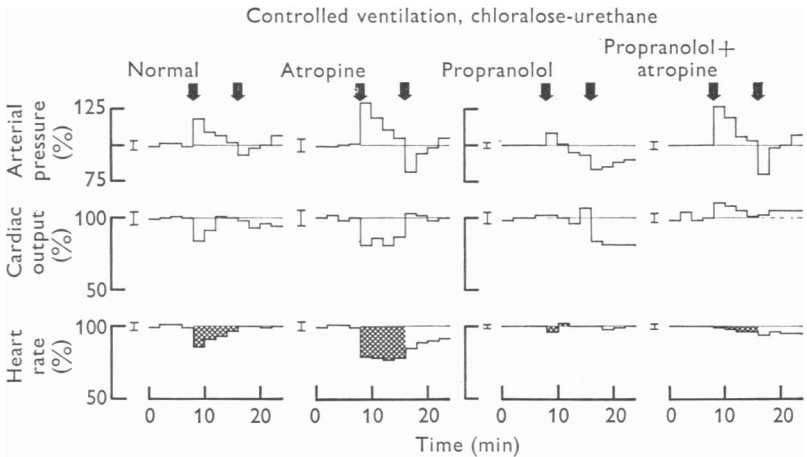 Controlled ventilation, chloralose-urethane
Normal
Atropine
Propranolol
Propranolol+
atropine
Arterial
pressure
(%)
125
100
75
Cardiac
output
(%)
100
50
Heart
rate
(%)
100
50
0 10 20 0 10 20 0 10 20 0 10 20
Time (min)